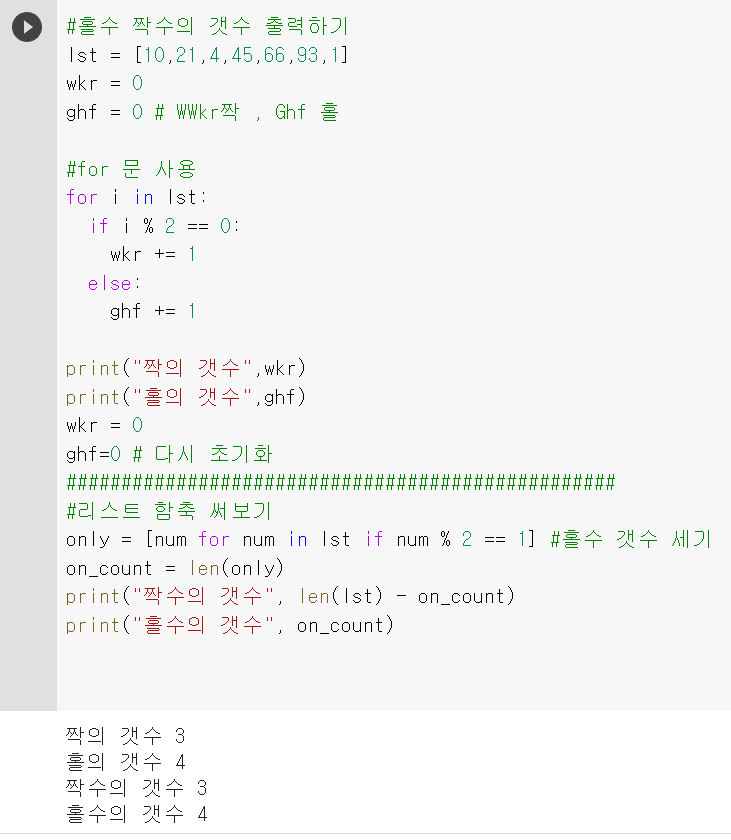 #홀수 짝수의 갯수 출력하기
lst = [10,21,4,45,66,93,1]
wkr = 0
ghf = 0 # WWkr짝 , Ghf 홀
#for 문 사용
for i in lst:
  if i % 2 == 0:
    wkr += 1
  else:
    ghf += 1
print("짝의 갯수",wkr)
print("홀의 갯수",ghf)
wkr = 0
ghf=0 # 다시 초기화
##################################################
#리스트 함축 써보기
only = [num for num in lst if num % 2 == 1] #홀수 갯수 세기
on_count = len(only)
print("짝수의 갯수", len(lst) - on_count)
print("홀수의 갯수", on_count)
짝의 갯수 3
홀의 갯수 4
짝수의 갯수 3
홀수의 갯수 4